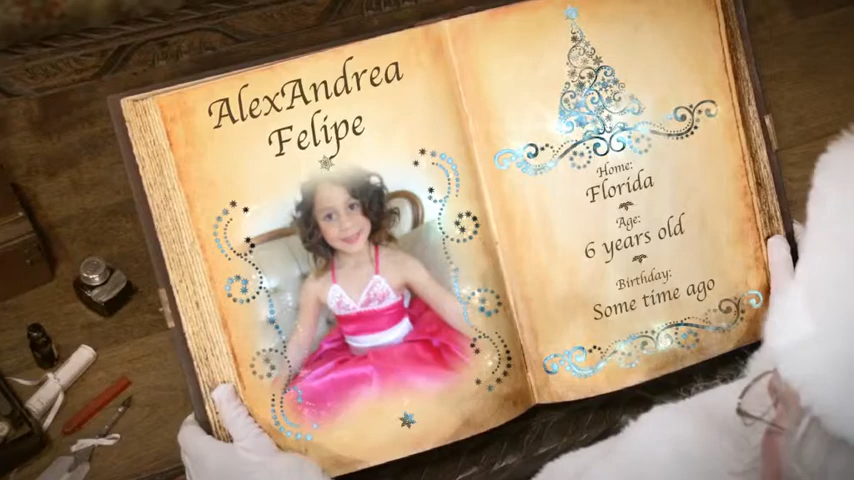 AlexAndrea
Felipe
Home:
Florida
Age:
6 years old
Birthday:
Some time ago